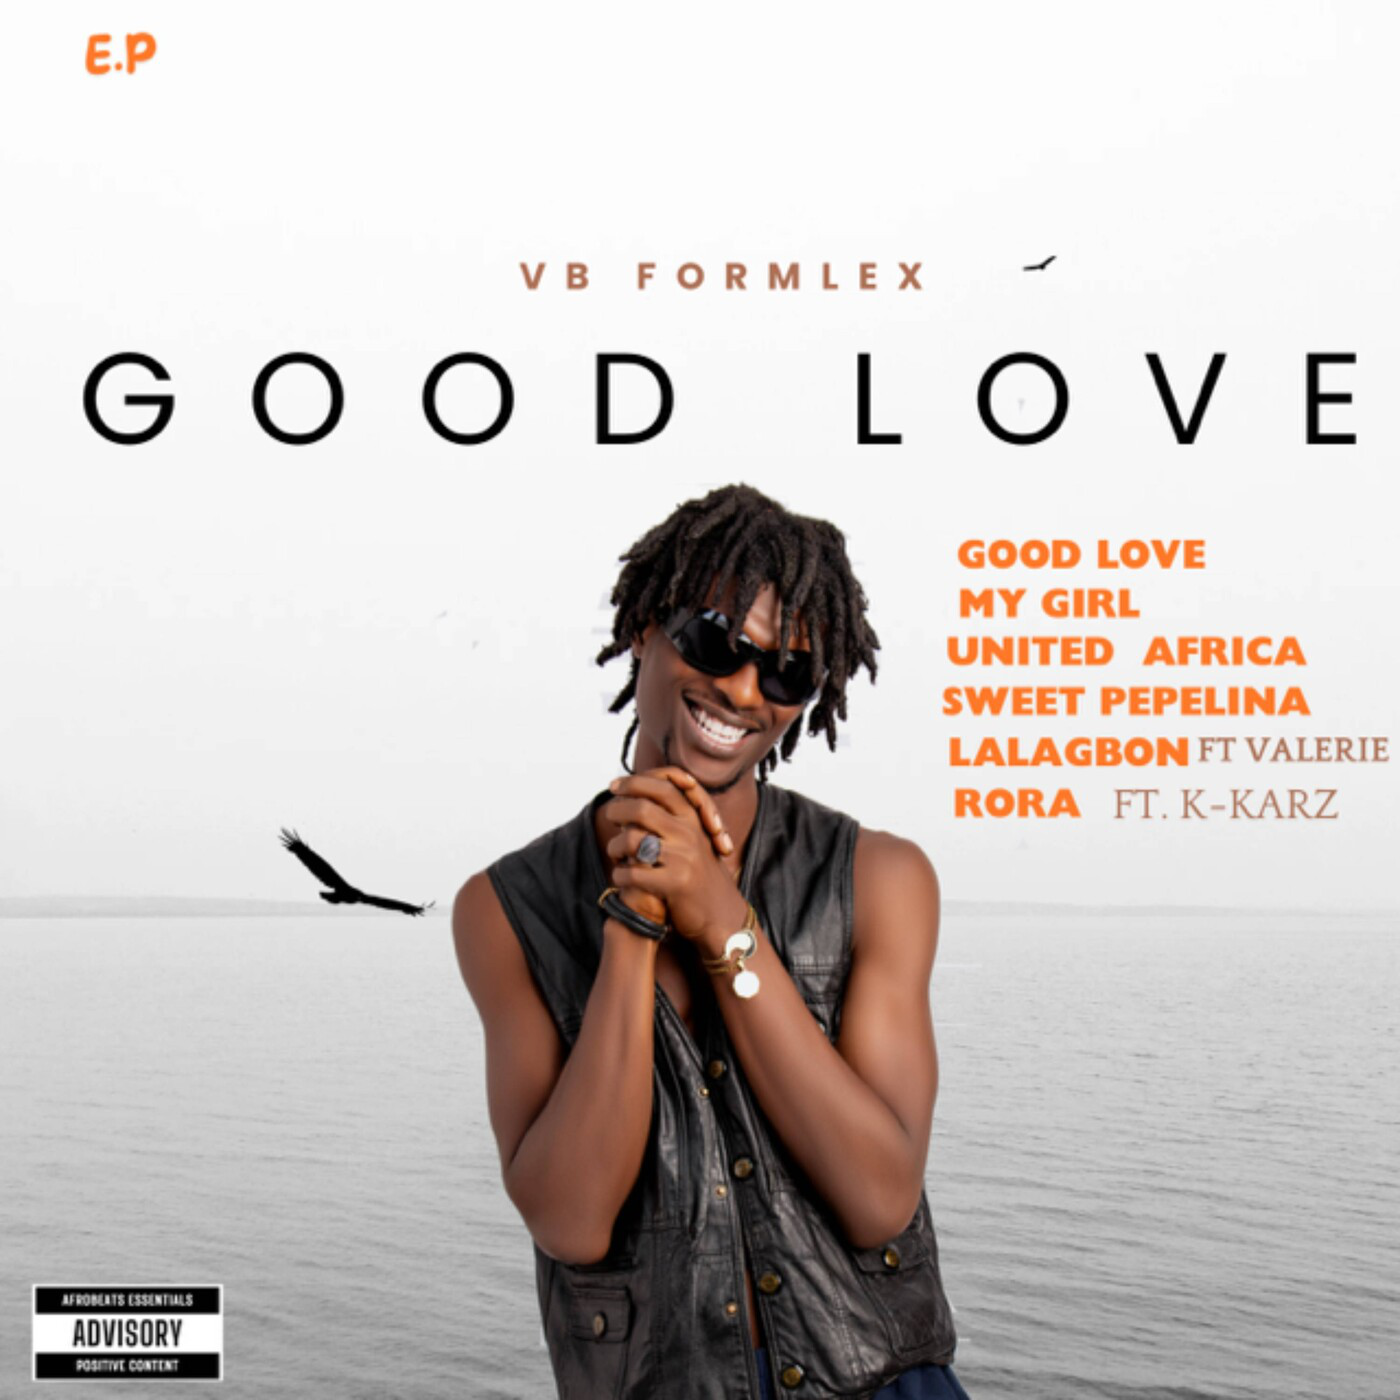 E.P
VB FORMLEX
GOOD LOVE
GOOD LOVE
MY GIRL
UNITED AFRICA
SWEET PEPELINA
LALAGBON FT VALERIE
RORA FT. K-KARZ
AFROBEATS ESSENTIALS
ADVISORY
POSITIVE CONTENT